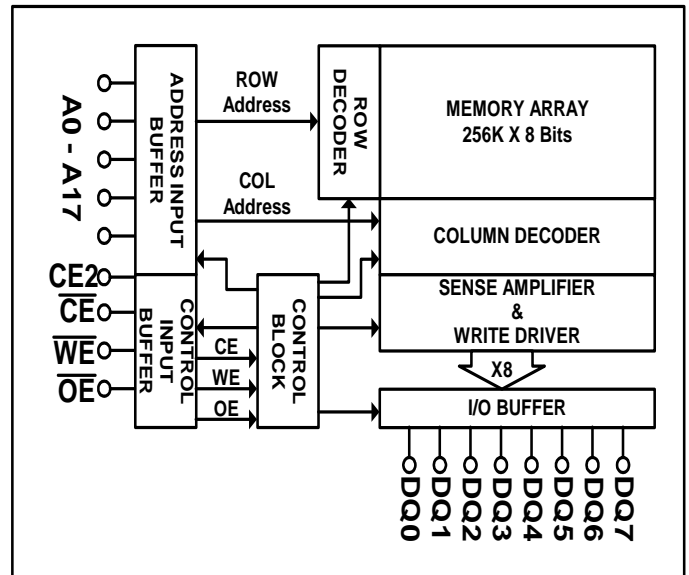 A0 - A17
CE2
CE
WE
OE
ADDRESS INPUT
BUFFER
CONTROL
INPUT
BUFFER
ROW
Address
COL
Address
CE
WE
OE
CONTROL
BLOCK
ROW
DECODER
MEMORY ARRAY
256K X 8 Bits
COLUMN DECODER
SENSE AMPLIFIER
&
WRITE DRIVER
X8
I/O BUFFER
DQ0
DQ1
DQ2
DQ3
DQ4
DQ5
DQ6
DQ7